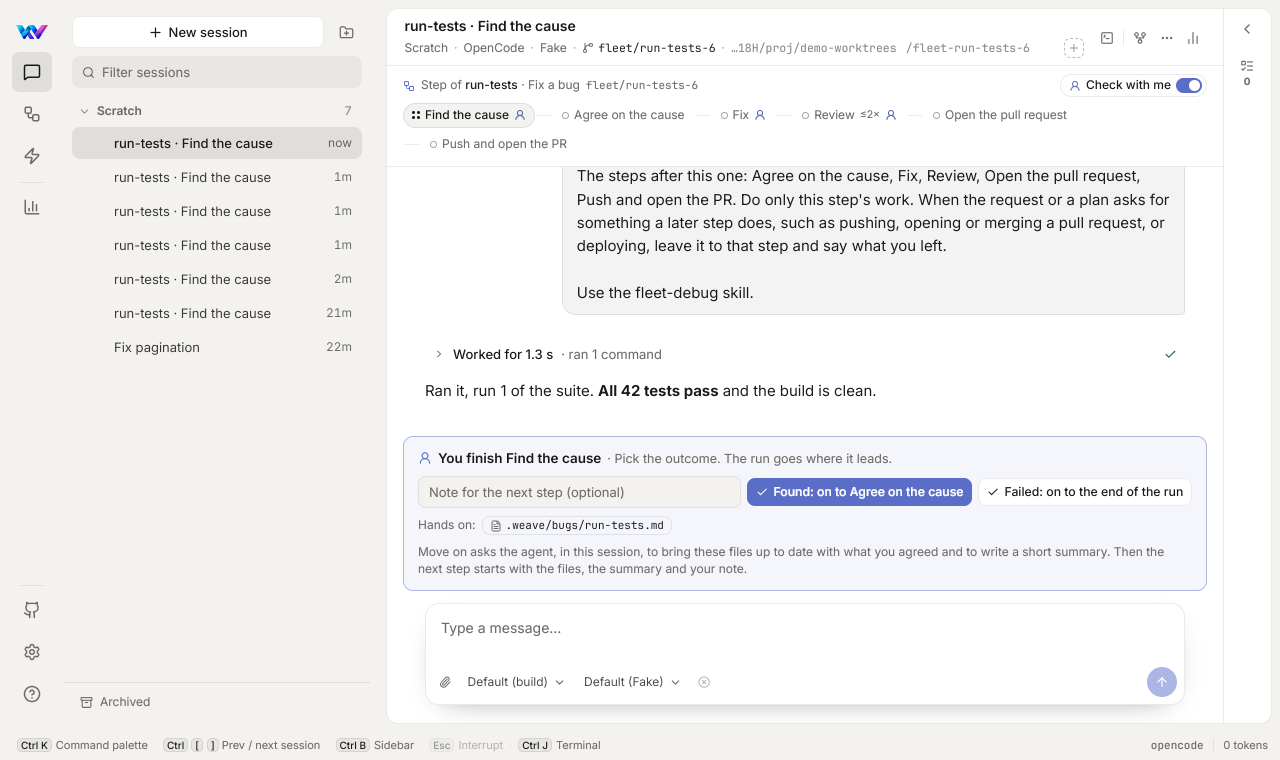 New session
Filter sessions
Scratch 7
run-tests · Find the cause now
run-tests · Find the cause 1m
run-tests · Find the cause 1m
run-tests · Find the cause 1m
run-tests · Find the cause 2m
run-tests · Find the cause 21m
Fix pagination 22m
Archived
run-tests · Find the cause
Scratch · OpenCode · Fake · fleet/run-tests-6 · …18H/proj/demo-worktrees /fleet-run-tests-6
0
Step of run-tests · Fix a bug fleet/run-tests-6
Check with me
Find the cause Agree on the cause Fix Review ≤2× Open the pull request
Push and open the PR
The steps after this one: Agree on the cause, Fix, Review, Open the pull request,
Push and open the PR. Do only this step's work. When the request or a plan asks for
something a later step does, such as pushing, opening or merging a pull request, or
deploying, leave it to that step and say what you left.
Use the fleet-debug skill.
Worked for 1.3 s · ran 1 command
Ran it, run 1 of the suite. All 42 tests pass and the build is clean.
You finish Find the cause · Pick the outcome. The run goes where it leads.
Note for the next step (optional)
Found: on to Agree on the cause
Failed: on to the end of the run
Hands on: .weave/bugs/run-tests.md
Move on asks the agent, in this session, to bring these files up to date with what you agreed and to write a short summary. Then the
next step starts with the files, the summary and your note.
Type a message…
Default (build) Default (Fake)
Ctrl K Command palette · Ctrl [ ] Prev / next session · Ctrl B Sidebar · Esc Interrupt · Ctrl J Terminal
opencode 0 tokens